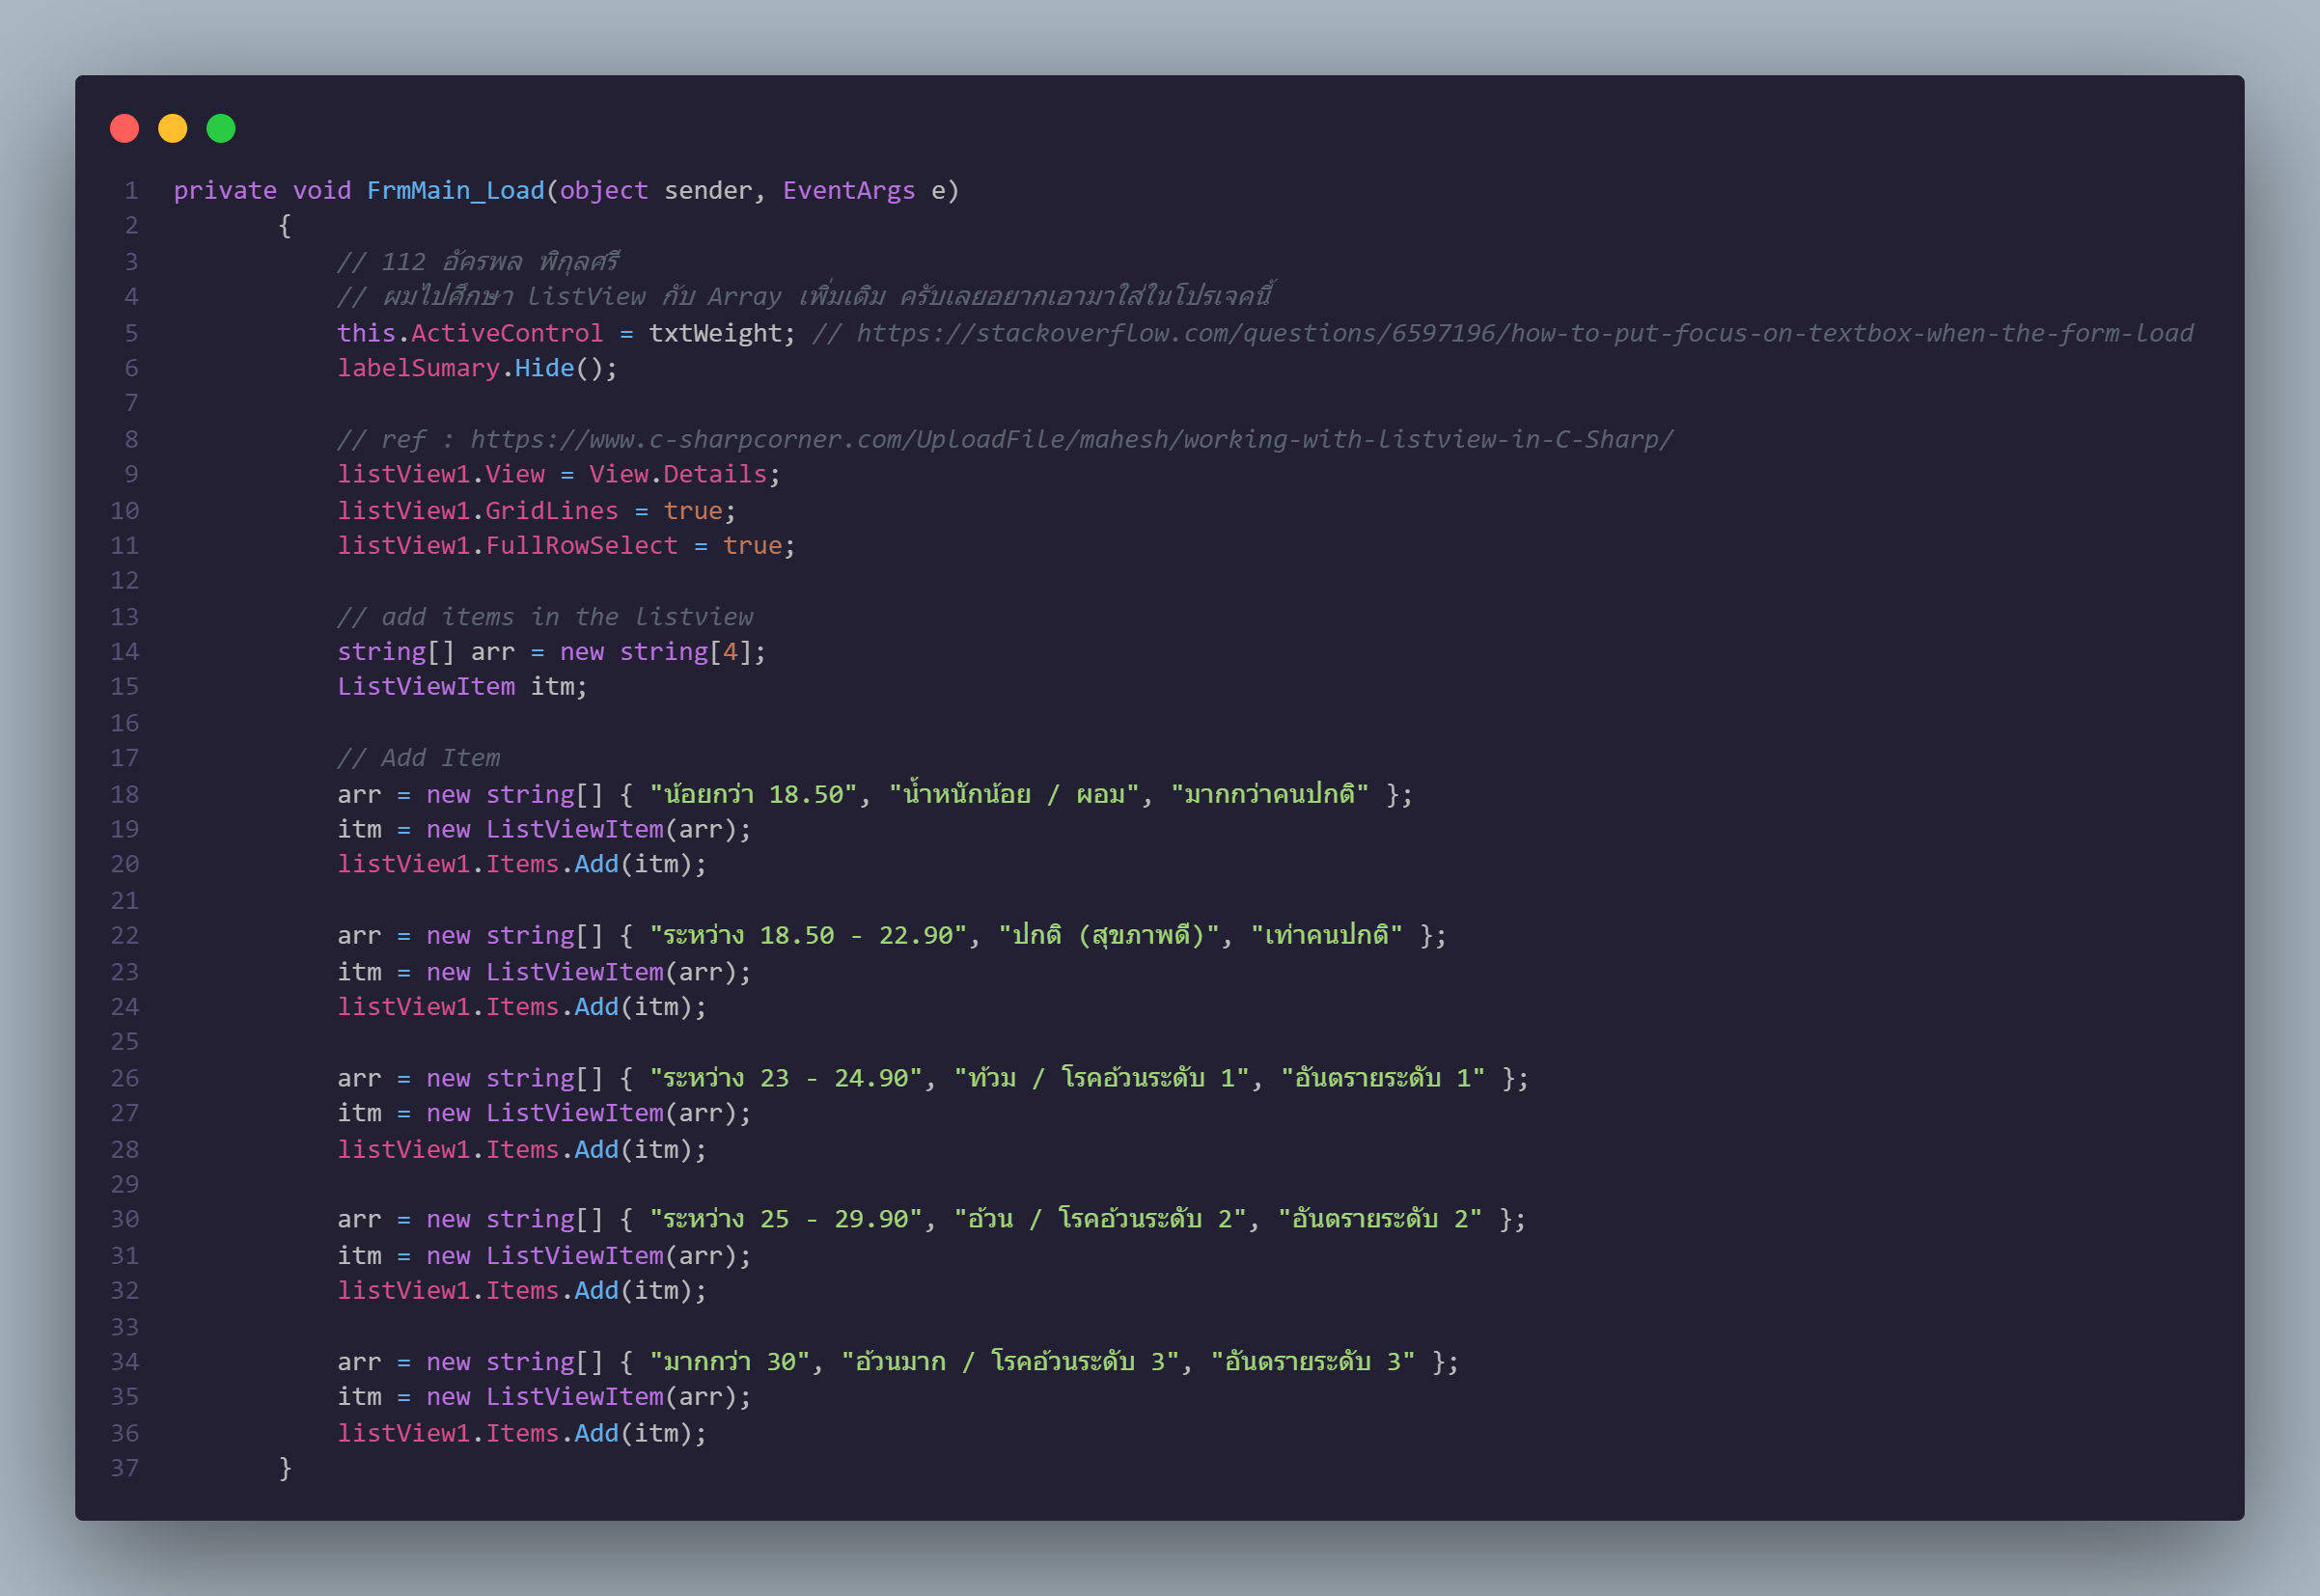 1 private void FrmMain_Load(object sender, EventArgs e)
2 {
3 // 112 อัครพล พิกุลศรี
4 // ผมไปศึกษา listView กับ Array เพิ่มเติม ครับเลยอยากเอามาใส่ในโปรเจคนี้
5 this.ActiveControl = txtWeight; // https://stackoverflow.com/questions/6597196/how-to-put-focus-on-textbox-when-the-form-load
6 labelSumary.Hide();
7
8 // ref : https://www.c-sharpcorner.com/UploadFile/mahesh/working-with-listview-in-C-Sharp/
9 listView1.View = View.Details;
10 listView1.GridLines = true;
11 listView1.FullRowSelect = true;
12
13 // add items in the listview
14 string[] arr = new string[4];
15 ListViewItem itm;
16
17 // Add Item
18 arr = new string[] { "น้อยกว่า 18.50", "น้ำหนักน้อย / ผอม", "มากกว่าคนปกติ" };
19 itm = new ListViewItem(arr);
20 listView1.Items.Add(itm);
21
22 arr = new string[] { "ระหว่าง 18.50 - 22.90", "ปกติ (สุขภาพดี)", "เท่าคนปกติ" };
23 itm = new ListViewItem(arr);
24 listView1.Items.Add(itm);
25
26 arr = new string[] { "ระหว่าง 23 - 24.90", "ท้วม / โรคอ้วนระดับ 1", "อันตรายระดับ 1" };
27 itm = new ListViewItem(arr);
28 listView1.Items.Add(itm);
29
30 arr = new string[] { "ระหว่าง 25 - 29.90", "อ้วน / โรคอ้วนระดับ 2", "อันตรายระดับ 2" };
31 itm = new ListViewItem(arr);
32 listView1.Items.Add(itm);
33
34 arr = new string[] { "มากกว่า 30", "อ้วนมาก / โรคอ้วนระดับ 3", "อันตรายระดับ 3" };
35 itm = new ListViewItem(arr);
36 listView1.Items.Add(itm);
37 }